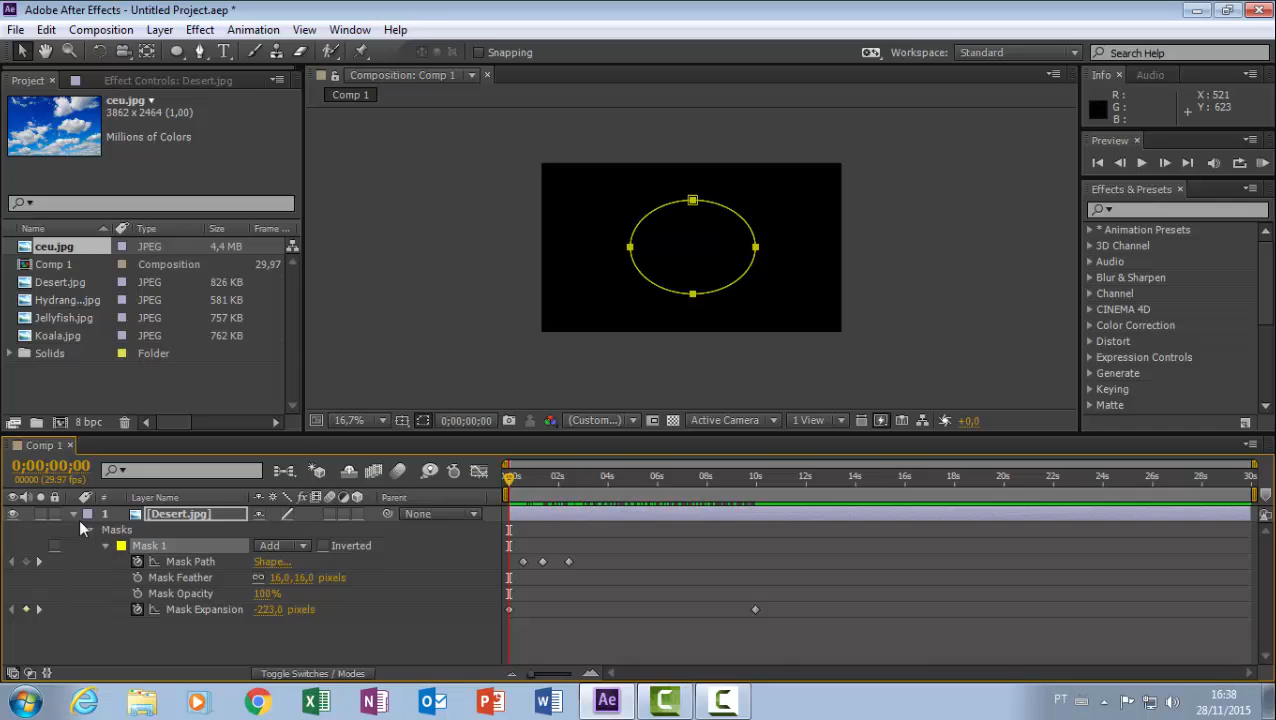 Adobe After Effects - Untitled Project.aep *
File Edit Composition Layer Effect Animation View Window Help
Snapping
Workspace: Standard
Search Help
Project
Effect Controls: Desert.jpg
Composition: Comp 1
Info Audio
ceu.jpg
3862 x 2464 (1,00)
Millions of Colors
Comp 1
R: X: 521
G: Y: 623
B:
Preview
Effects & Presets
Name Type Size Frame ...
ceu.jpg JPEG 4,4 MB
Comp 1 Composition 29,97
Desert.jpg JPEG 826 KB
Hydrang...jpg JPEG 581 KB
Jellyfish.jpg JPEG 757 KB
Koala.jpg JPEG 762 KB
Solids Folder
* Animation Presets
3D Channel
Audio
Blur & Sharpen
Channel
CINEMA 4D
Color Correction
Distort
Expression Controls
Generate
Keying
Matte
8 bpc
16,7% 0;00;00;00 (Custom...) Active Camera 1 View +0,0
Comp 1
0;00;00;00
00000 (29.97 fps)
02s 04s 06s 08s 10s 12s 14s 16s 18s 20s 22s 24s 26s 28s 30s
# Layer Name Parent
1 [Desert.jpg] None
Masks
Mask 1 Add Inverted
Mask Path Shape...
Mask Feather 16,0,16,0 pixels
Mask Opacity 100%
Mask Expansion -223,0 pixels
Toggle Switches / Modes
PT
16:38
28/11/2015